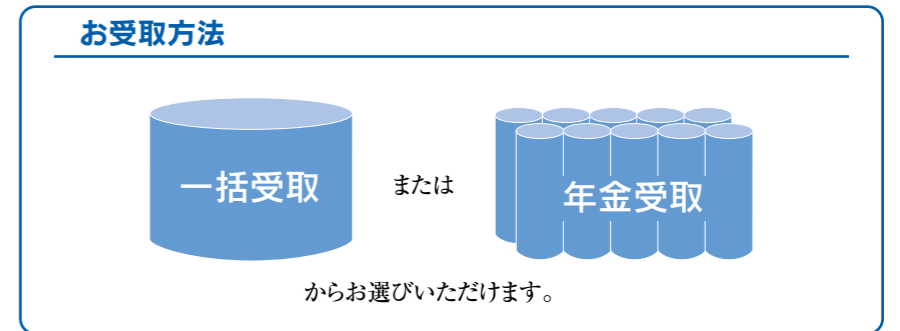 お受取方法
一括受取
または
年金受取
からお選びいただけます。